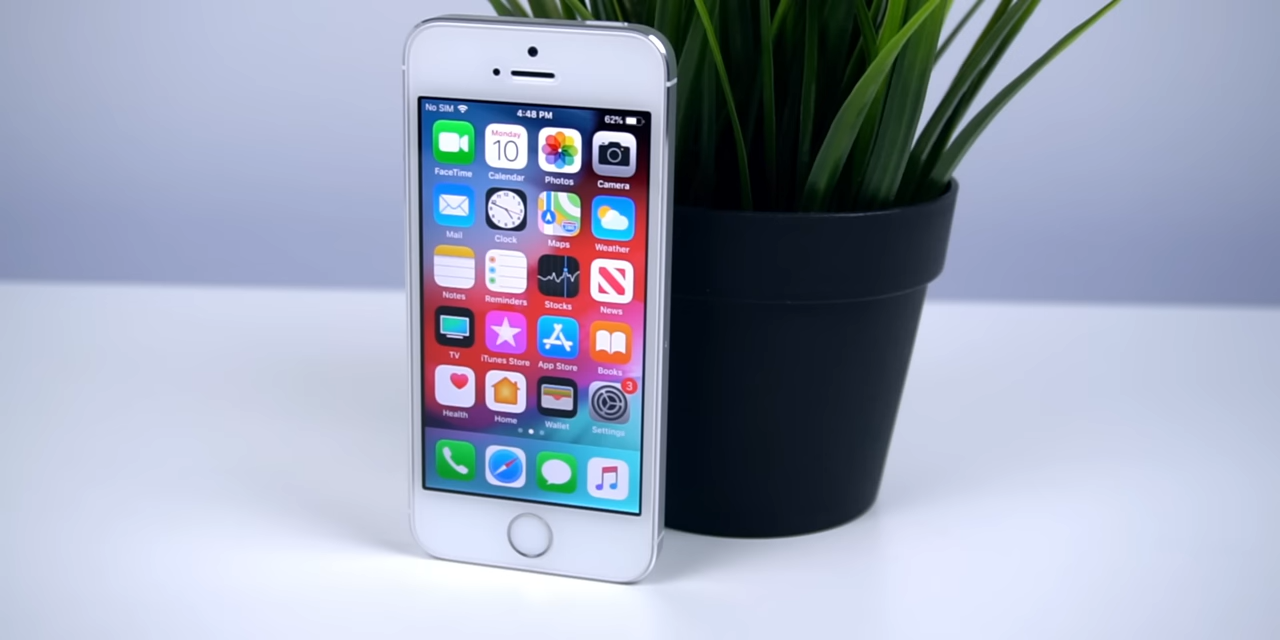 No SIM 4:48 PM 62%
Monday
10
FaceTime Calendar Photos Camera
Mail Clock Maps Weather
Notes Reminders Stocks News
TV iTunes Store App Store Books
3
Health Home Wallet Settings